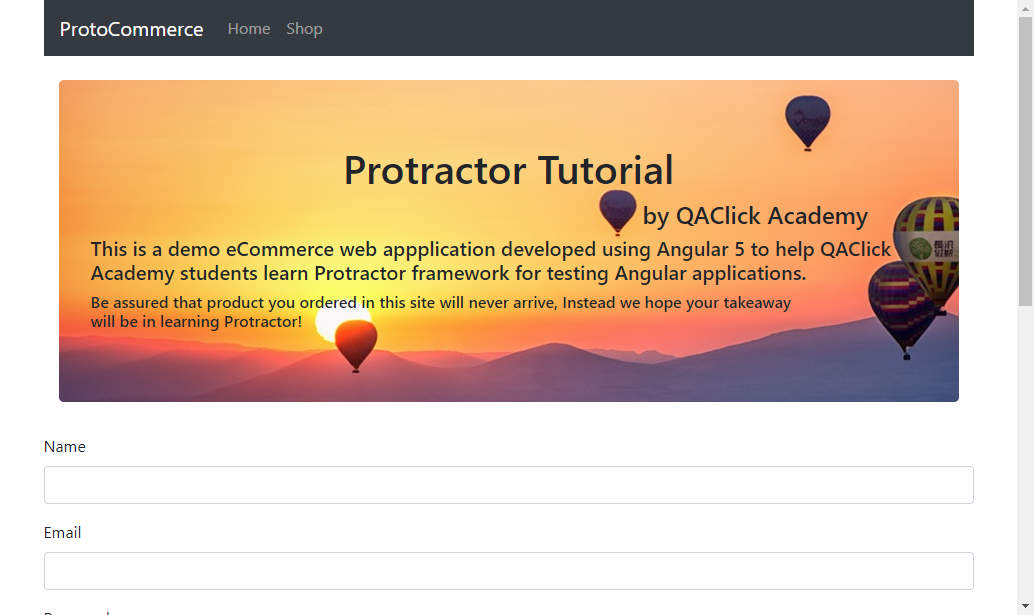 ProtoCommerce Home Shop
Protractor Tutorial
by QAClick Academy
This is a demo eCommerce web appplication developed using Angular 5 to help QAClick
Academy students learn Protractor framework for testing Angular applications.
Be assured that product you ordered in this site will never arrive, Instead we hope your takeaway
will be in learning Protractor!
Name
Email